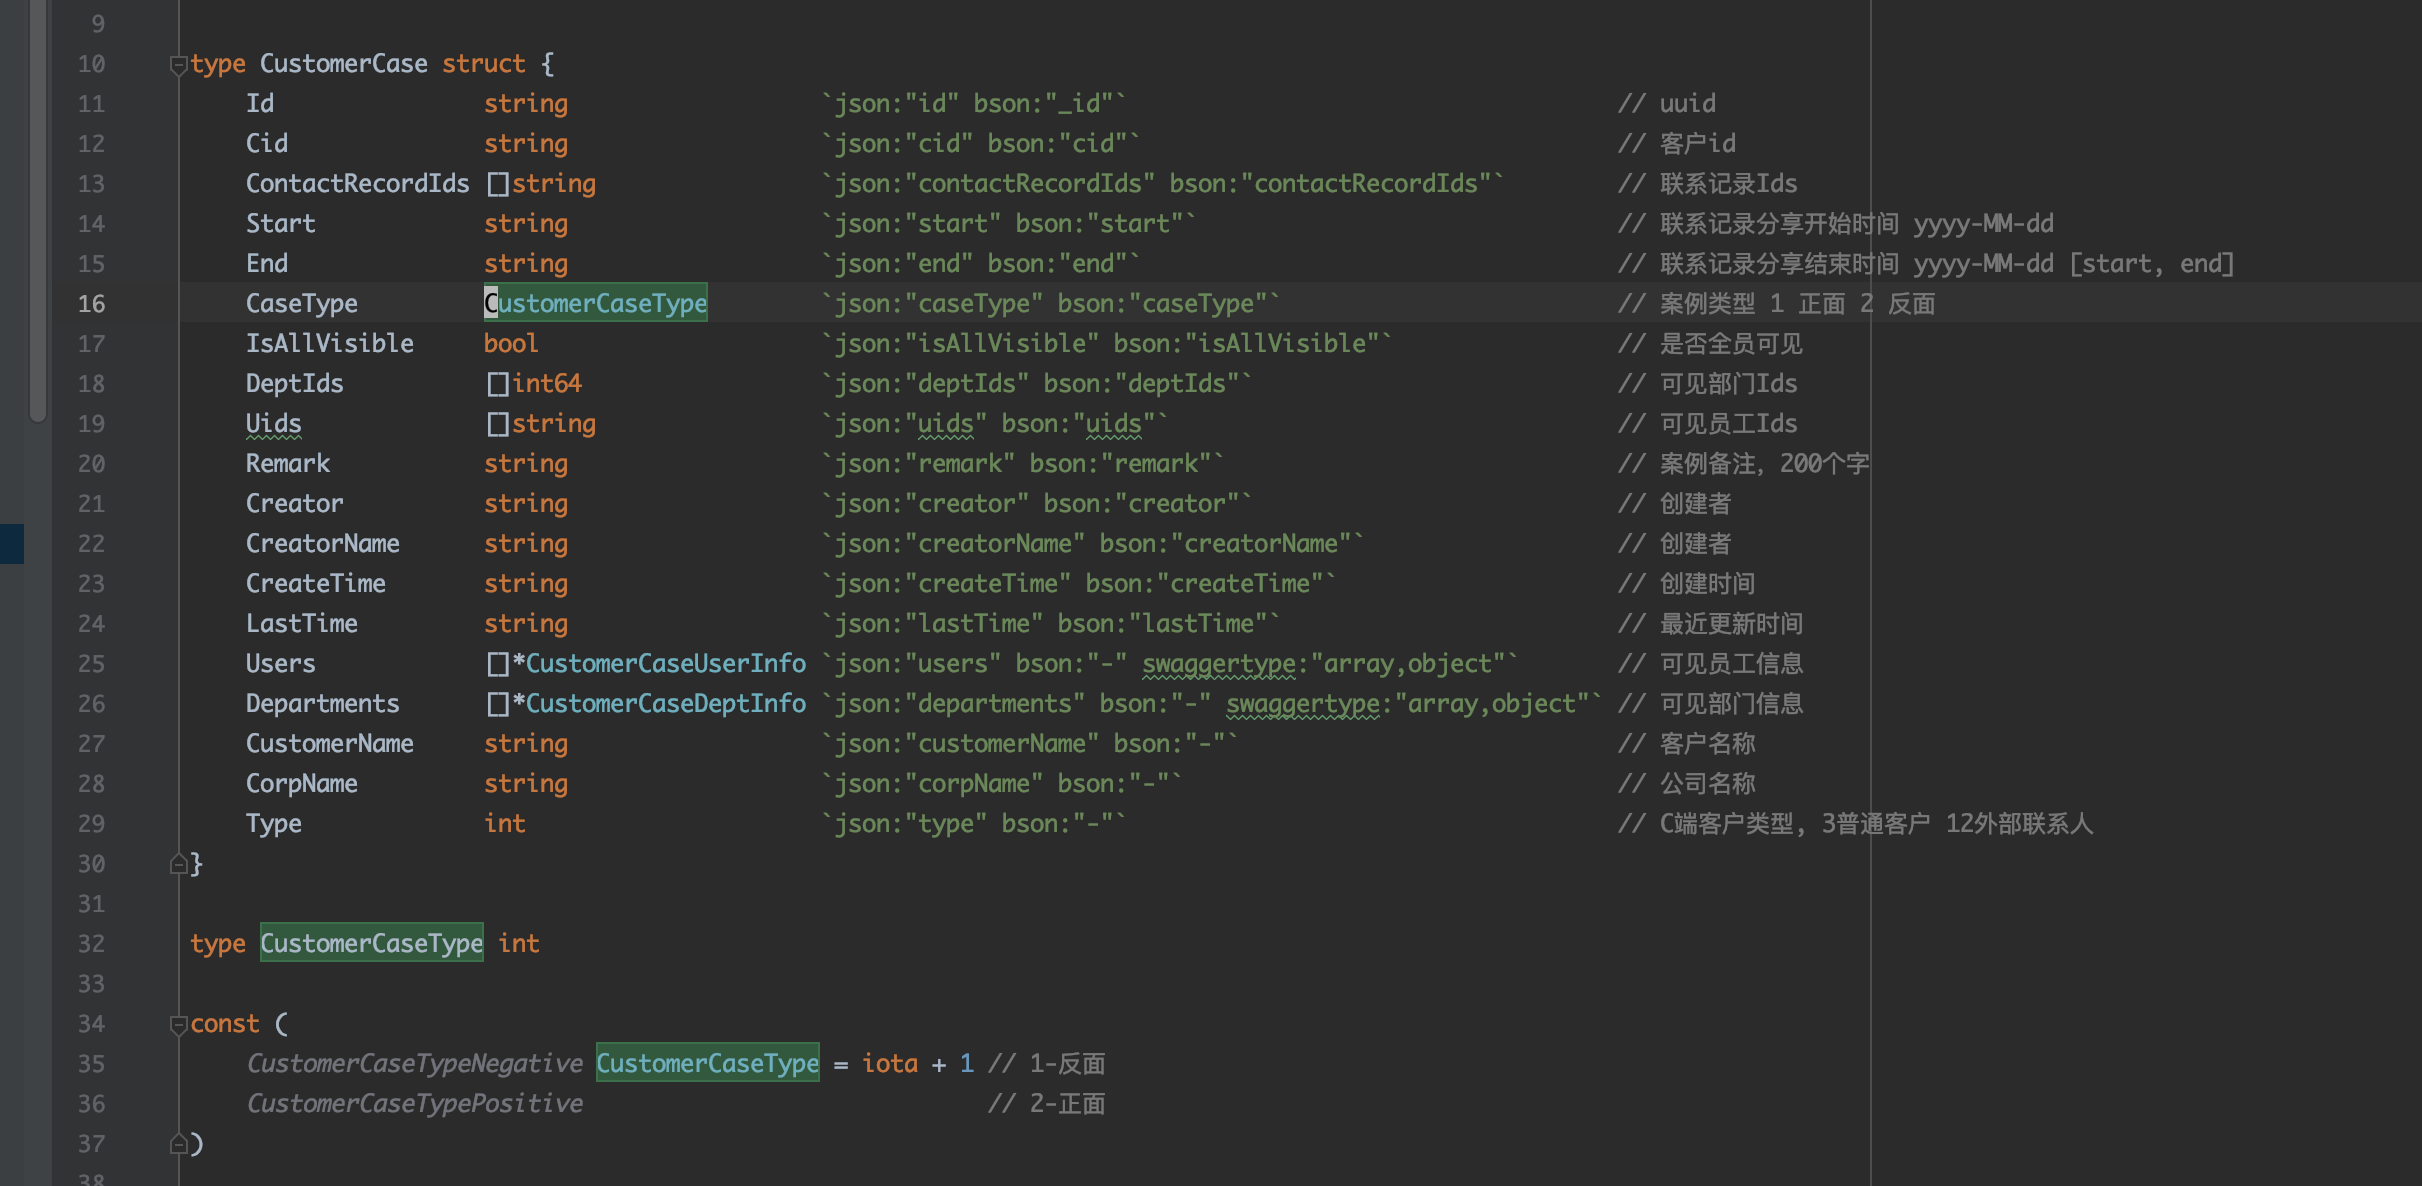 9
10 type CustomerCase struct {
11 Id string `json:"id" bson:"_id"` // uuid
12 Cid string `json:"cid" bson:"cid"` // 客户id
13 ContactRecordIds []string `json:"contactRecordIds" bson:"contactRecordIds"` // 联系记录Ids
14 Start string `json:"start" bson:"start"` // 联系记录分享开始时间 yyyy-MM-dd
15 End string `json:"end" bson:"end"` // 联系记录分享结束时间 yyyy-MM-dd [start, end]
16 CaseType CustomerCaseType `json:"caseType" bson:"caseType"` // 案例类型 1 正面 2 反面
17 IsAllVisible bool `json:"isAllVisible" bson:"isAllVisible"` // 是否全员可见
18 DeptIds []int64 `json:"deptIds" bson:"deptIds"` // 可见部门Ids
19 Uids []string `json:"uids" bson:"uids"` // 可见员工Ids
20 Remark string `json:"remark" bson:"remark"` // 案例备注，200个字
21 Creator string `json:"creator" bson:"creator"` // 创建者
22 CreatorName string `json:"creatorName" bson:"creatorName"` // 创建者
23 CreateTime string `json:"createTime" bson:"createTime"` // 创建时间
24 LastTime string `json:"lastTime" bson:"lastTime"` // 最近更新时间
25 Users []*CustomerCaseUserInfo `json:"users" bson:"-" swaggertype:"array,object"` // 可见员工信息
26 Departments []*CustomerCaseDeptInfo `json:"departments" bson:"-" swaggertype:"array,object"` // 可见部门信息
27 CustomerName string `json:"customerName" bson:"-"` // 客户名称
28 CorpName string `json:"corpName" bson:"-"` // 公司名称
29 Type int `json:"type" bson:"-"` // C端客户类型, 3普通客户 12外部联系人
30 }
31
32 type CustomerCaseType int
33
34 const (
35 CustomerCaseTypeNegative CustomerCaseType = iota + 1 // 1-反面
36 CustomerCaseTypePositive // 2-正面
37 )
38